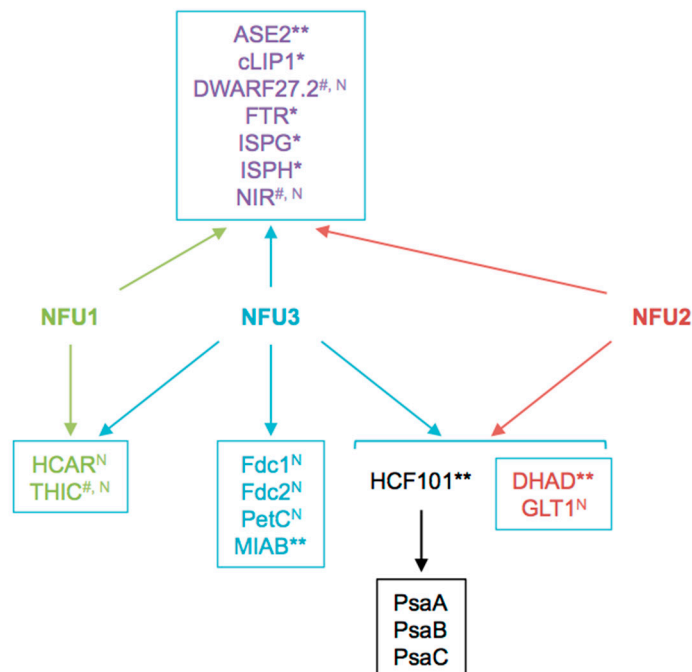 ASE2**
cLIP1*
DWARF27.2#, N
FTR*
ISPG*
ISPH*
NIR#, N
NFU1
NFU3
NFU2
HCARN
THIC#, N
Fdc1N
Fdc2N
PetCN
MIAB**
HCF101**
DHAD**
GLT1N
PsaA
PsaB
PsaC